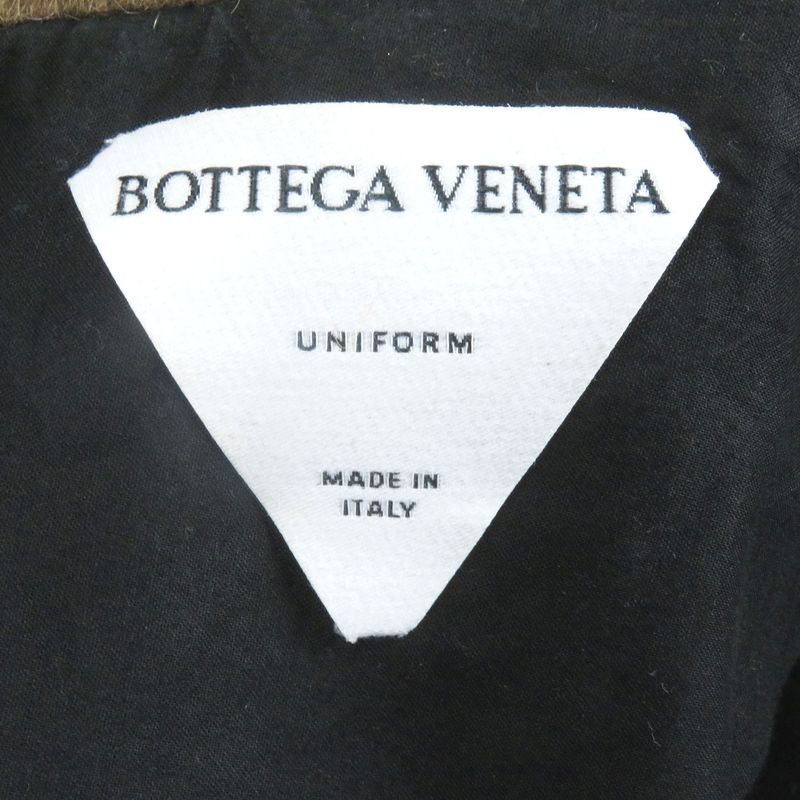 BOTTEGA VENETA
UNIFORM
MADE IN
ITALY